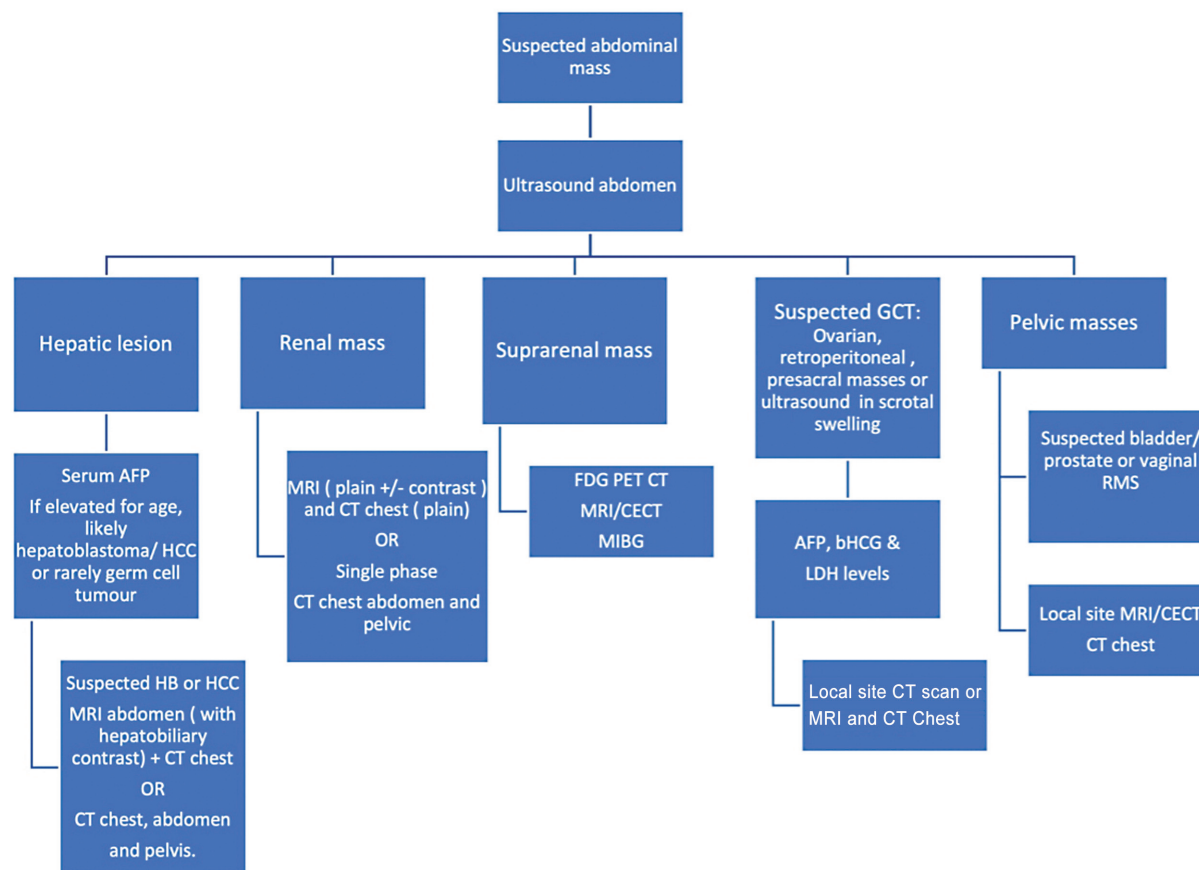 Suspected abdominal
mass
Ultrasound abdomen
Hepatic lesion
Serum AFP
If elevated for age,
likely
hepatoblastoma/ HCC
or rarely germ cell
tumour
Suspected HB or HCC
MRI abdomen ( with
hepatobiliary
contrast) + CT chest
OR
CT chest, abdomen
and pelvis.
Renal mass
MRI ( plain +/- contrast )
and CT chest ( plain)
OR
Single phase
CT chest abdomen and
pelvic
Suprarenal mass
FDG PET CT
MRI/CECT
MIBG
Suspected GCT:
Ovarian,
retroperitoneal ,
presacral masses or
ultrasound in scrotal
swelling
AFP, bHCG &
LDH levels
Local site CT scan or
MRI and CT Chest
Pelvic masses
Suspected bladder/
prostate or vaginal
RMS
Local site MRI/CECT
CT chest